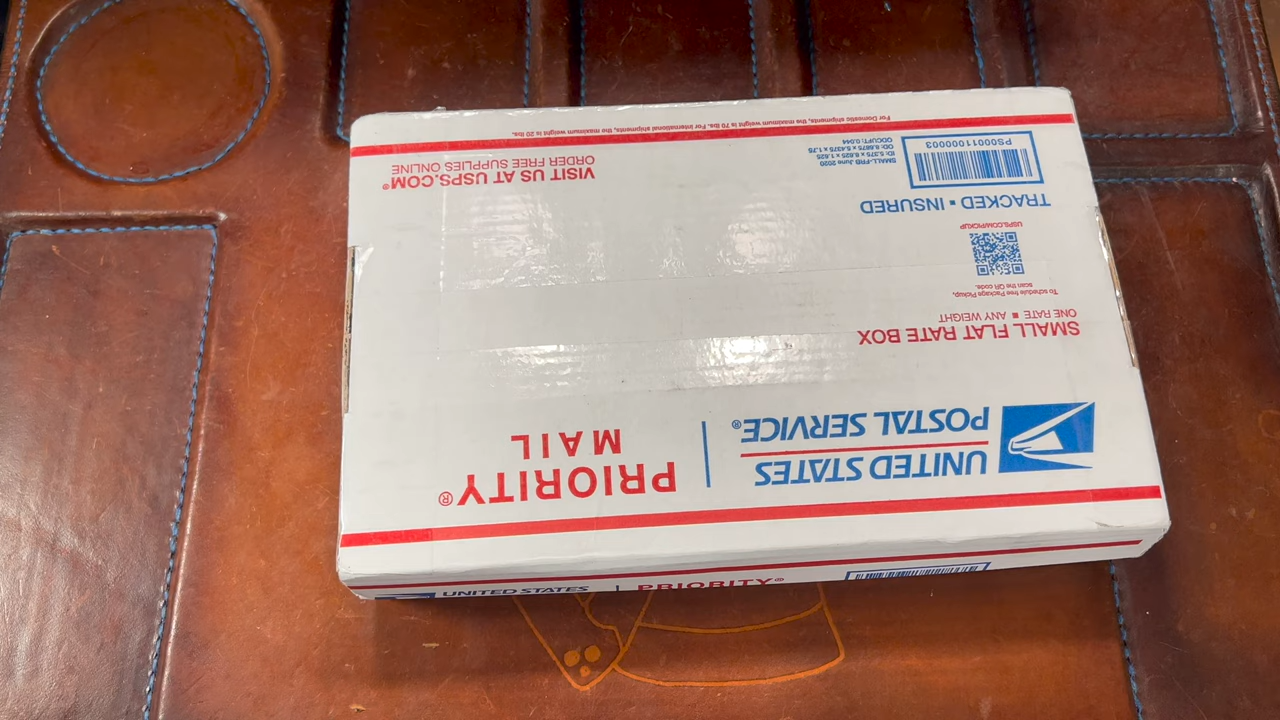 UNITED STATES
POSTAL SERVICE®
PRIORITY®
MAIL
SMALL FLAT RATE BOX
ONE RATE ■ ANY WEIGHT
To schedule free Package Pickup,
scan the QR code.
USPS.COM/PICKUP
TRACKED ■ INSURED
PS00011000003
SMALL-FRB June 2020
ID: 5.375 x 8.625 x 1.625
OD: 8.6875 x 5.4375 x 1.75
ODCUFT: 0.044
VISIT US AT USPS.COM®
ORDER FREE SUPPLIES ONLINE
For Domestic shipments, the maximum weight is 70 lbs. For international shipments, the maximum weight is 20 lbs.
UNITED STATES
PRIORITY®